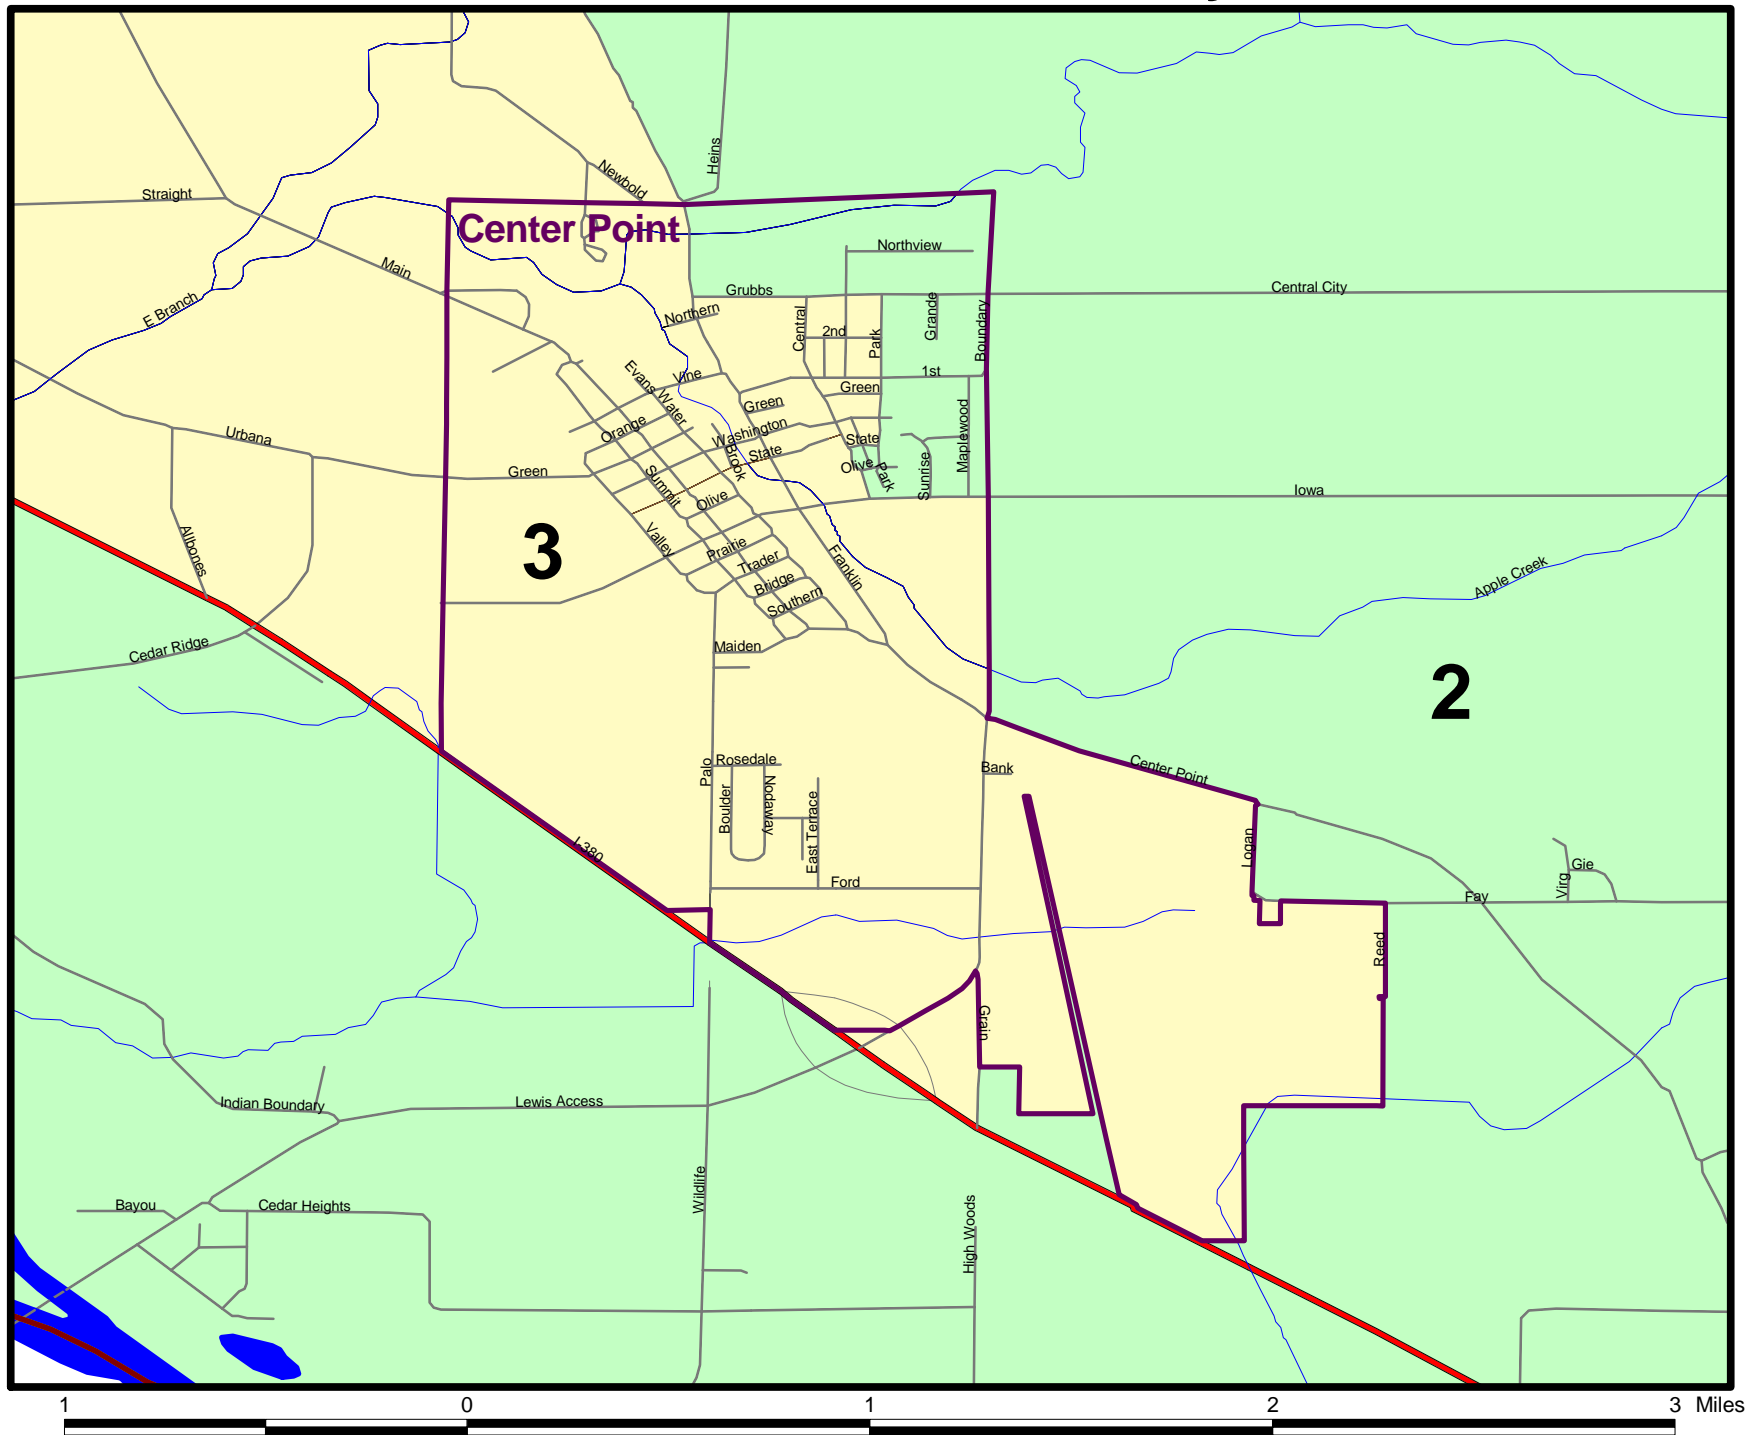 Heins
Newbold
Straight
Center Point
Northview
Main
Grubbs
Central City
E Branch
Northern
Central
2nd
Park
Grande
Boundary
Evans
Vine
1st
Green
Water
Green
Orange
Washington
Maplewood
Urbana
State
State
Brook
Green
Summit
Olive
Park
Sunrise
Olive
Iowa
3
Allbones
Valley
Prairie
Trader
Franklin
Bridge
Southern
Apple Creek
Cedar Ridge
Maiden
2
Palo
Rosedale
Bank
Center Point
Boulder
Nodaway
East Terrace
I-380
Logan
Ford
Virg
Gie
Fay
Reed
Grain
Indian Boundary
Lewis Access
Wildlife
Bayou
Cedar Heights
High Woods
1 0 1 2 3 Miles